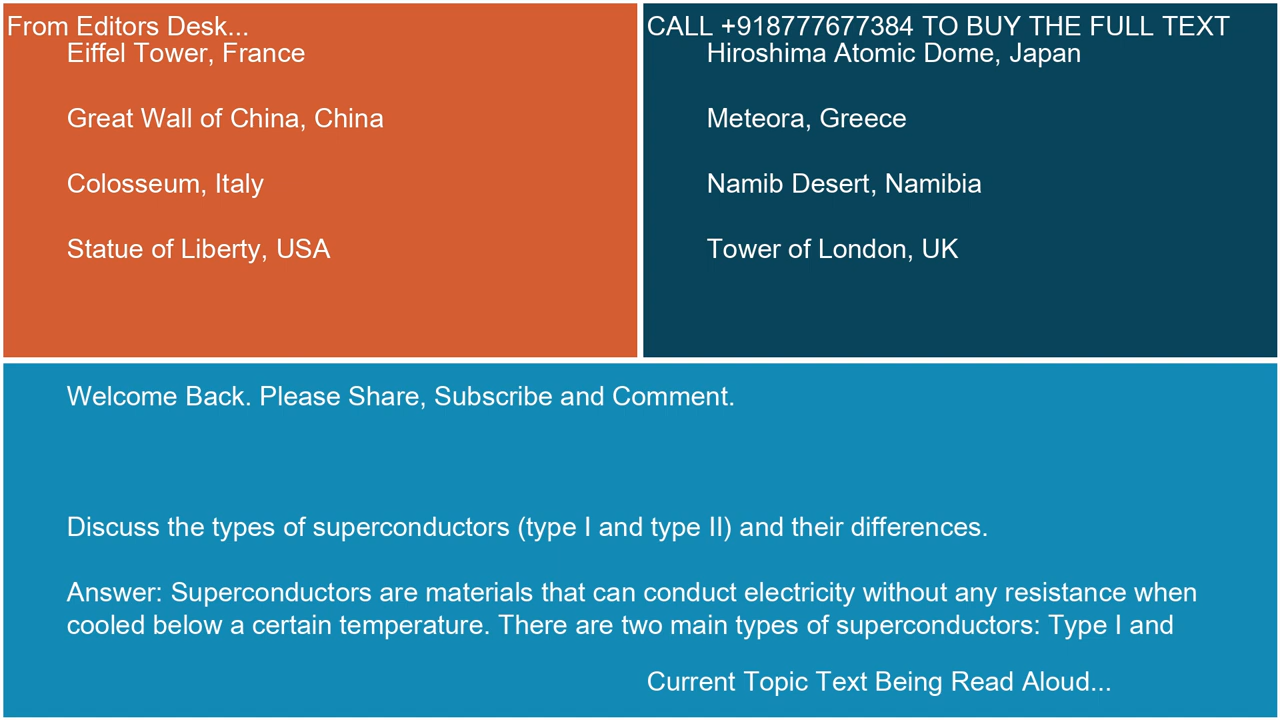 From Editors Desk...
Eiffel Tower, France
Great Wall of China, China
Colosseum, Italy
Statue of Liberty, USA
CALL +918777677384 TO BUY THE FULL TEXT
Hiroshima Atomic Dome, Japan
Meteora, Greece
Namib Desert, Namibia
Tower of London, UK
Welcome Back. Please Share, Subscribe and Comment.
Discuss the types of superconductors (type I and type II) and their differences.
Answer: Superconductors are materials that can conduct electricity without any resistance when
cooled below a certain temperature. There are two main types of superconductors: Type I and
Current Topic Text Being Read Aloud...